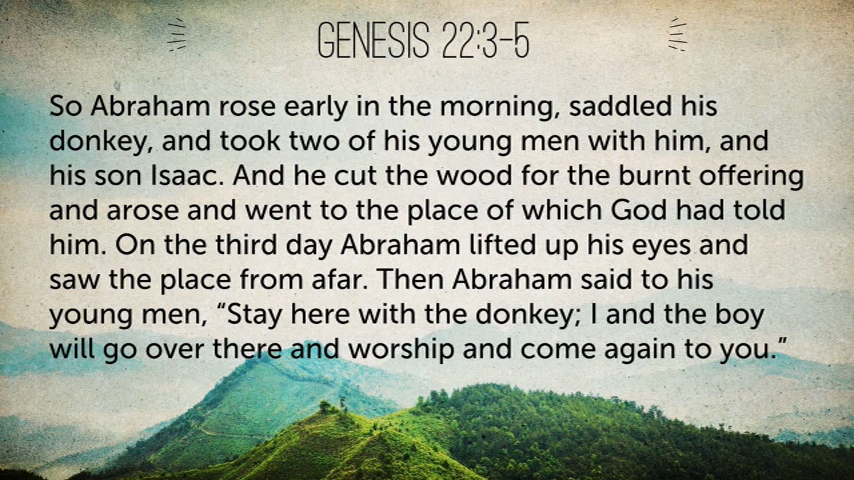 GENESIS 22:3-5
So Abraham rose early in the morning, saddled his
donkey, and took two of his young men with him, and
his son Isaac. And he cut the wood for the burnt offering
and arose and went to the place of which God had told
him. On the third day Abraham lifted up his eyes and
saw the place from afar. Then Abraham said to his
young men, “Stay here with the donkey; I and the boy
will go over there and worship and come again to you.”